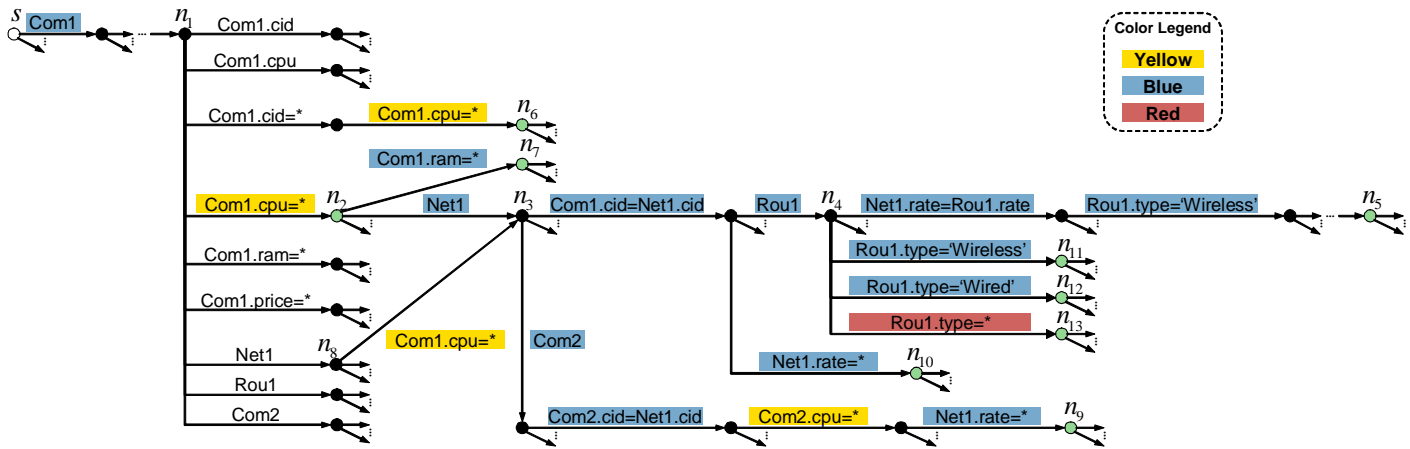 s
Com1
...
n1
Com1.cid
Color Legend
Yellow
Blue
Red
Com1.cpu
Com1.cid=*
Com1.cpu=*
n6
Com1.ram=*
n7
Com1.cpu=*
n2
Net1
n3
Com1.cid=Net1.cid
Rou1
n4
Net1.rate=Rou1.rate
Rou1.type=‘Wireless’
...
n5
Rou1.type=‘Wireless’
n11
Com1.ram=*
Rou1.type=‘Wired’
n12
Com1.price=*
Rou1.type=*
n13
Net1
n8
Com1.cpu=*
Com2
Net1.rate=*
n10
Rou1
Com2
Com2.cid=Net1.cid
Com2.cpu=*
Net1.rate=*
n9